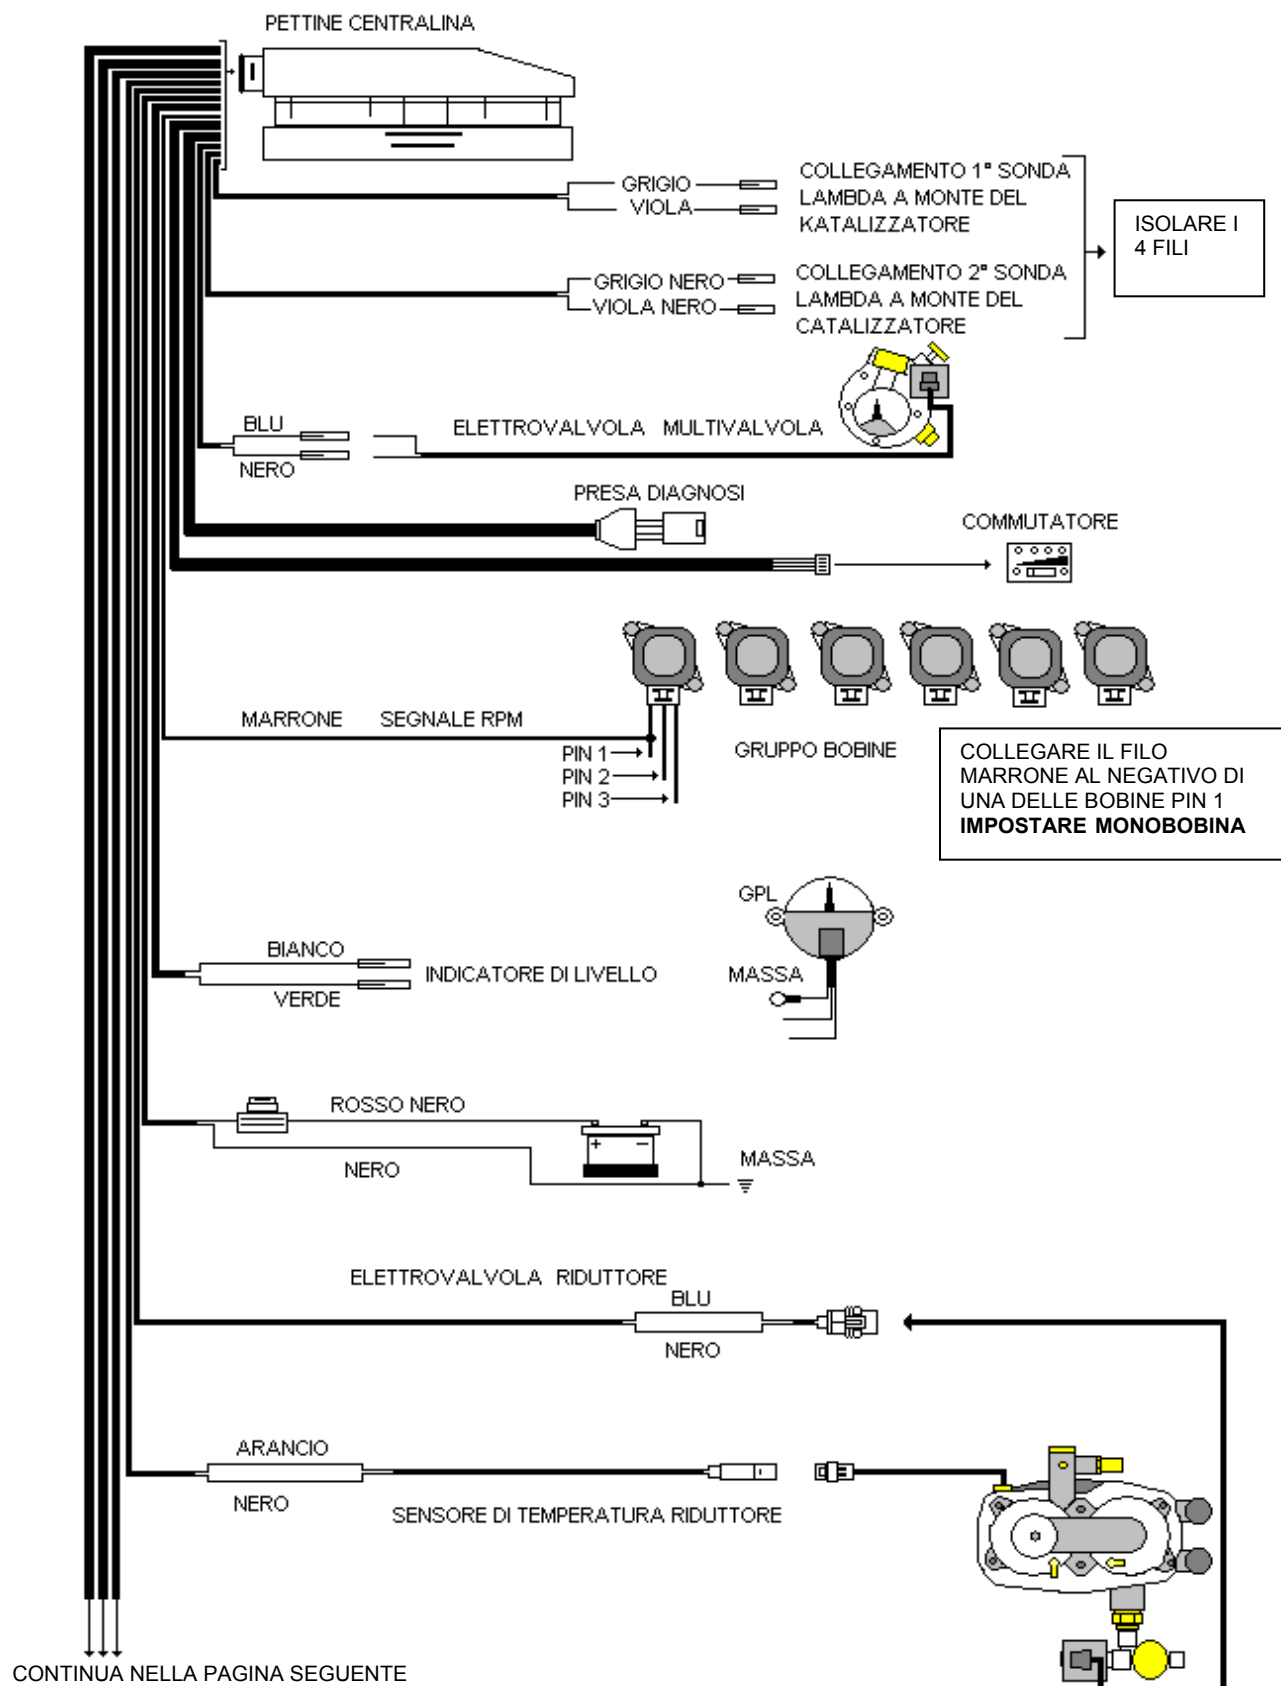 PETTINE CENTRALINA
GRIGIO
VIOLA
COLLEGAMENTO 1ª SONDA
LAMBDA A MONTE DEL
KATALIZZATORE
ISOLARE I
4 FILI
GRIGIO NERO
VIOLA NERO
COLLEGAMENTO 2ª SONDA
LAMBDA A MONTE DEL
CATALIZZATORE
BLU
NERO
ELETTROVALVOLA MULTIVALVOLA
PRESA DIAGNOSI
COMMUTATORE
MARRONE SEGNALE RPM
PIN 1
PIN 2
PIN 3
GRUPPO BOBINE
COLLEGARE IL FILO
MARRONE AL NEGATIVO DI
UNA DELLE BOBINE PIN 1
IMPOSTARE MONOBOBINA
GPL
MASSA
BIANCO
VERDE
INDICATORE DI LIVELLO
ROSSO NERO
NERO
+ −
MASSA
ELETTROVALVOLA RIDUTTORE
BLU
NERO
ARANCIO
NERO
SENSORE DI TEMPERATURA RIDUTTORE
CONTINUA NELLA PAGINA SEGUENTE